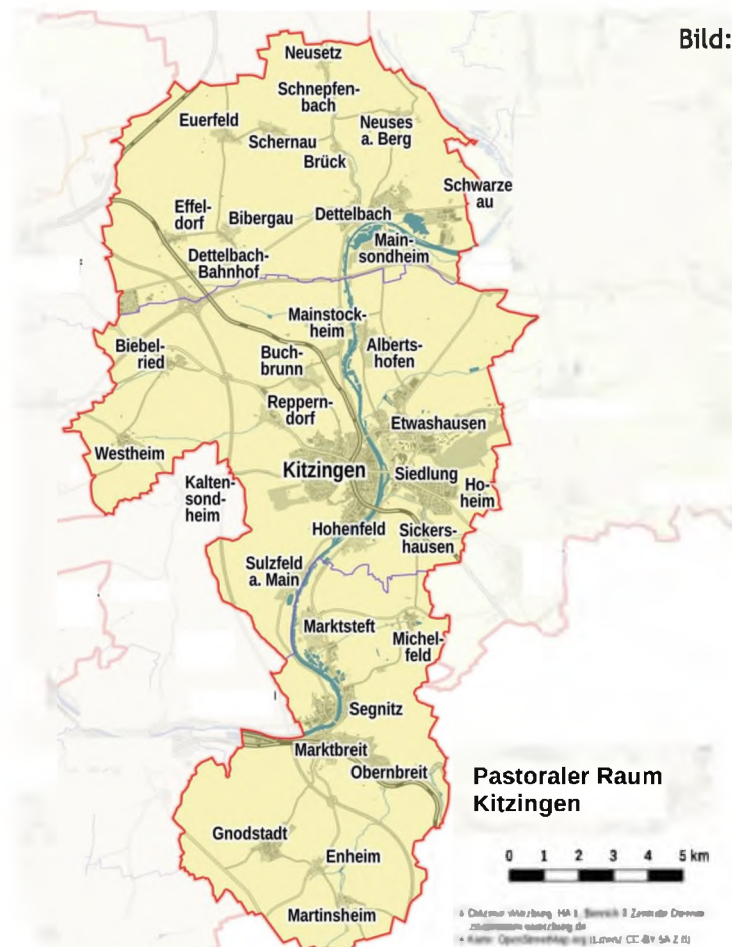 Bild:
Neusetz
Schnepfen-
bach
Euerfeld
Neuses
a. Berg
Schernau
Brück
Schwarze
au
Effel-
dorf
Bibergau
Dettelbach
Main-
sondheim
Dettelbach-
Bahnhof
Mainstock-
heim
Biebel-
ried
Buch-
brunn
Alberts-
hofen
Reppern-
dorf
Etwashausen
Westheim
Kitzingen
Siedlung
Kalten-
sond-
heim
Ho-
heim
Hohenfeld
Sickers-
hausen
Sulzfeld
a. Main
Marktsteft
Michel-
feld
Segnitz
Marktbreit
Obernbreit
Pastoraler Raum
Kitzingen
Gnodstadt
Enheim
Martinsheim
0 1 2 3 4 5 km